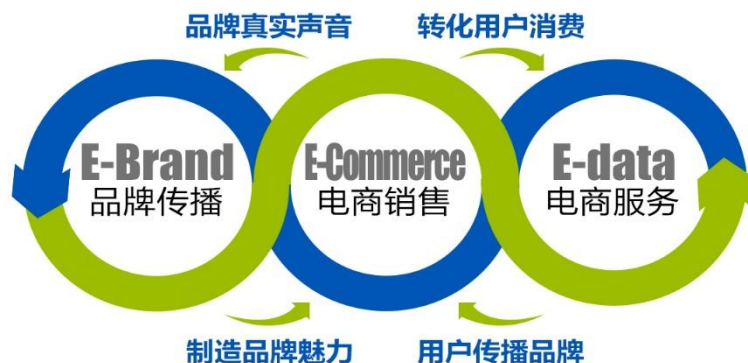 品牌真实声音
转化用户消费
E-Brand
品牌传播
E-Commerce
电商销售
E-data
电商服务
制造品牌魅力
用户传播品牌